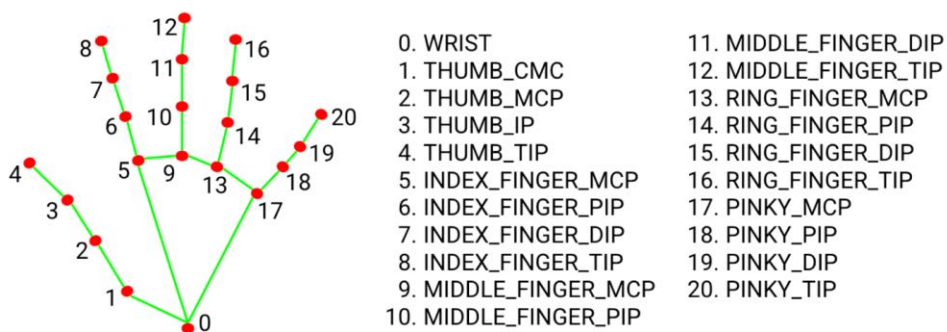 12
8
16
11
7
15
10
20
6
14
19
4
5
9
13
18
3
17
2
1
0
0. WRIST
1. THUMB_CMC
2. THUMB_MCP
3. THUMB_IP
4. THUMB_TIP
5. INDEX_FINGER_MCP
6. INDEX_FINGER_PIP
7. INDEX_FINGER_DIP
8. INDEX_FINGER_TIP
9. MIDDLE_FINGER_MCP
10. MIDDLE_FINGER_PIP
11. MIDDLE_FINGER_DIP
12. MIDDLE_FINGER_TIP
13. RING_FINGER_MCP
14. RING_FINGER_PIP
15. RING_FINGER_DIP
16. RING_FINGER_TIP
17. PINKY_MCP
18. PINKY_PIP
19. PINKY_DIP
20. PINKY_TIP